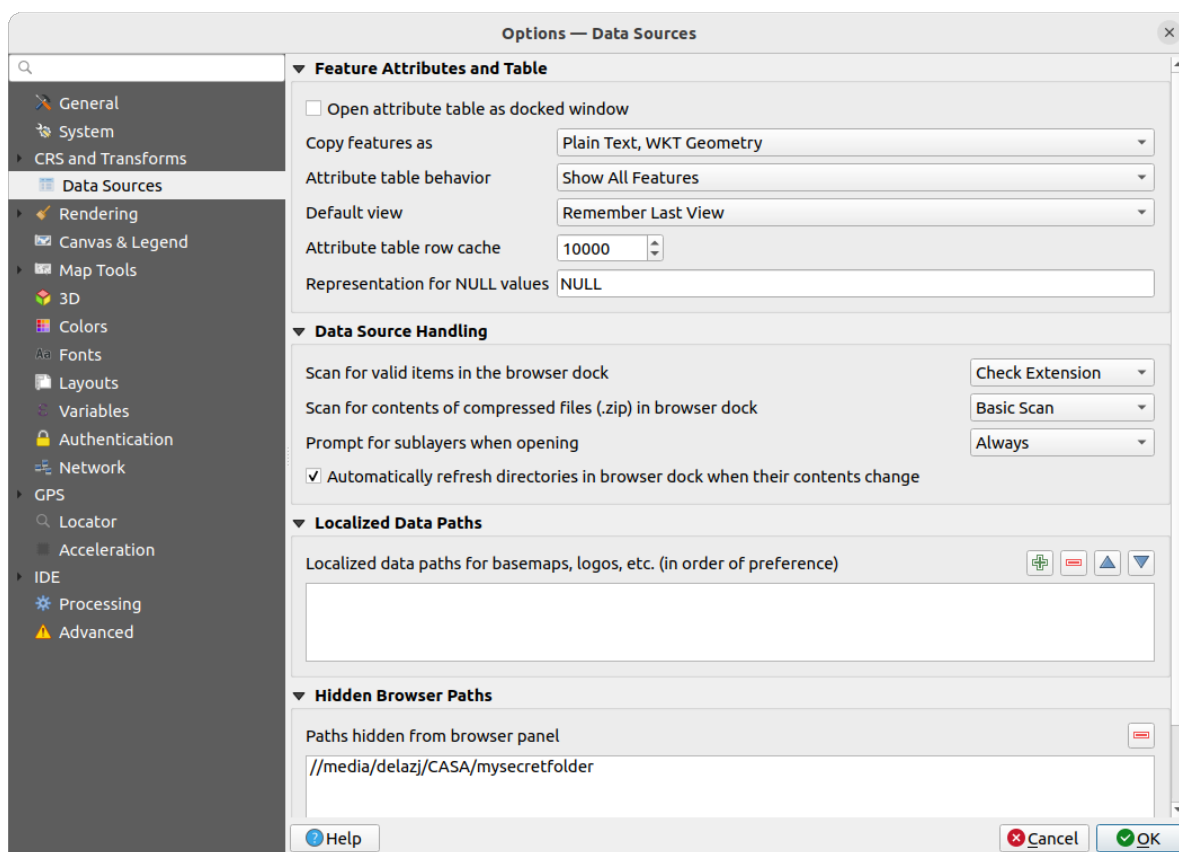 Options — Data Sources
General
System
CRS and Transforms
Data Sources
Rendering
Canvas & Legend
Map Tools
3D
Colors
Fonts
Layouts
Variables
Authentication
Network
GPS
Locator
Acceleration
IDE
Processing
Advanced
Feature Attributes and Table
Open attribute table as docked window
Copy features as Plain Text, WKT Geometry
Attribute table behavior Show All Features
Default view Remember Last View
Attribute table row cache 10000
Representation for NULL values NULL
Data Source Handling
Scan for valid items in the browser dock Check Extension
Scan for contents of compressed files (.zip) in browser dock Basic Scan
Prompt for sublayers when opening Always
Automatically refresh directories in browser dock when their contents change
Localized Data Paths
Localized data paths for basemaps, logos, etc. (in order of preference)
Hidden Browser Paths
Paths hidden from browser panel
//media/delazj/CASA/mysecretfolder
Help Cancel OK